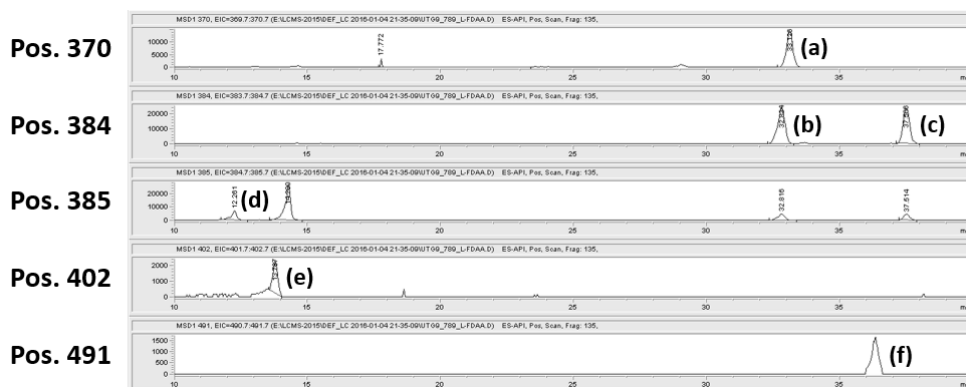 Pos. 370
MSD1 370, EIC=369.7:370.7 (E:\LCMS-2015\DEF_LC 2016-01-04 21-35-09\UTG9_789_L-FDAA.D) ES-API, Pos, Scan, Frag: 135,
15000
10000
5000
0
17.772
33.126
(a)
10 15 20 25 30 35 m
Pos. 384
MSD1 384, EIC=383.7:384.7 (E:\LCMS-2015\DEF_LC 2016-01-04 21-35-09\UTG9_789_L-FDAA.D) ES-API, Pos, Scan, Frag: 135,
20000
10000
0
(b)
(c)
10 15 20 25 30 35 m
Pos. 385
MSD1 385, EIC=384.7:385.7 (E:\LCMS-2015\DEF_LC 2016-01-04 21-35-09\UTG9_789_L-FDAA.D) ES-API, Pos, Scan, Frag: 135,
20000
10000
0
12.261
(d)
32.816
37.514
10 15 20 25 30 35 m
Pos. 402
MSD1 402, EIC=401.7:402.7 (E:\LCMS-2015\DEF_LC 2016-01-04 21-35-09\UTG9_789_L-FDAA.D) ES-API, Pos, Scan, Frag: 135,
2000
1000
0
(e)
10 15 20 25 30 35 m
Pos. 491
MSD1 491, EIC=490.7:491.7 (E:\LCMS-2015\DEF_LC 2016-01-04 21-35-09\UTG9_789_L-FDAA.D) ES-API, Pos, Scan, Frag: 135,
1500
1000
500
0
(f)
10 15 20 25 30 35 m